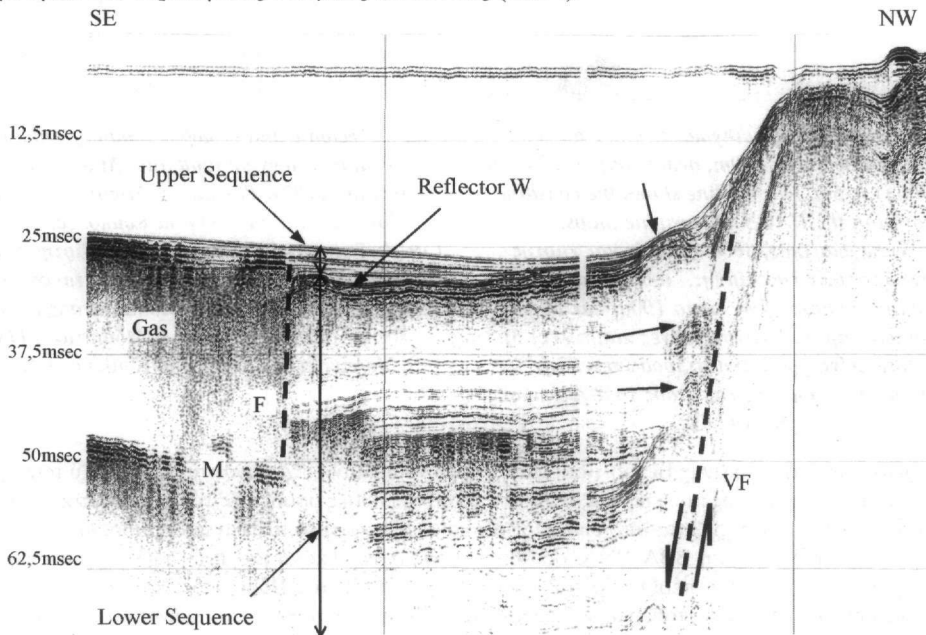 SE NW
12,5msec
Upper Sequence
Reflector W
25msec
Gas
37,5msec
F
50msec
M
VF
62,5msec
Lower Sequence